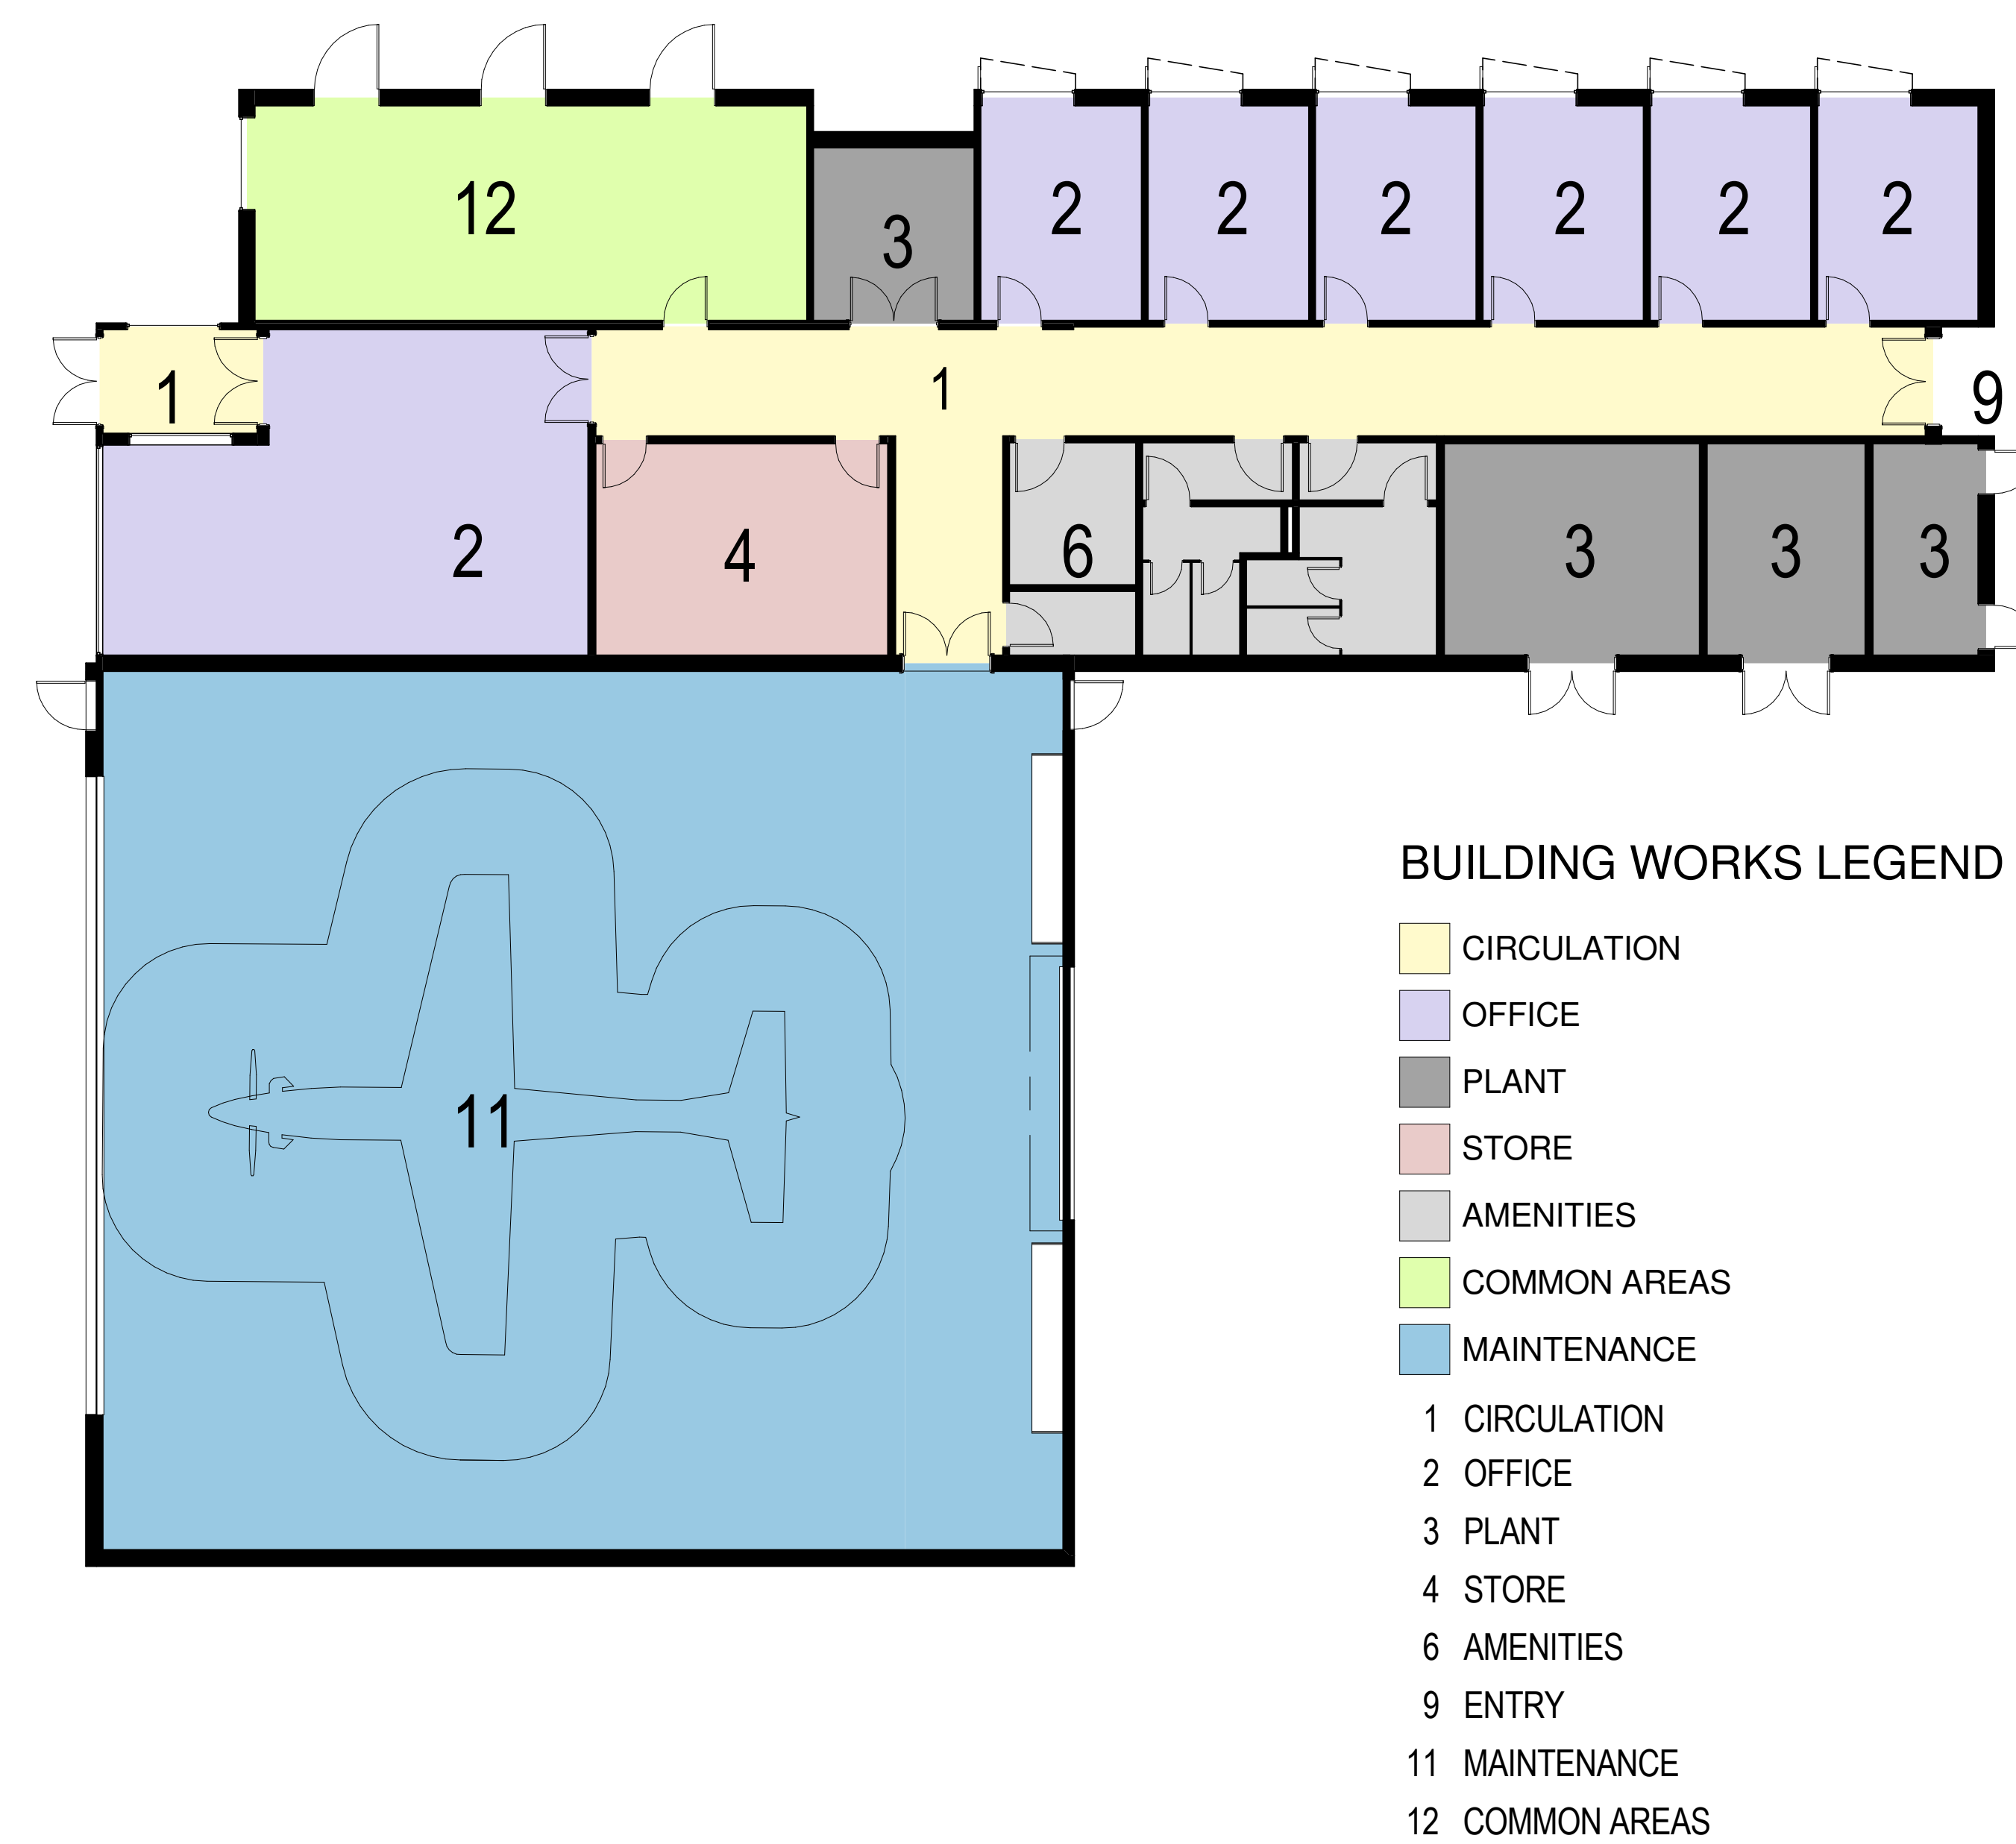 12
3
2 2 2 2 2 2
1
1
9
2
4
6
3
3
3
11
BUILDING WORKS LEGEND
CIRCULATION
OFFICE
PLANT
STORE
AMENITIES
COMMON AREAS
MAINTENANCE
1 CIRCULATION
2 OFFICE
3 PLANT
4 STORE
6 AMENITIES
9 ENTRY
11 MAINTENANCE
12 COMMON AREAS